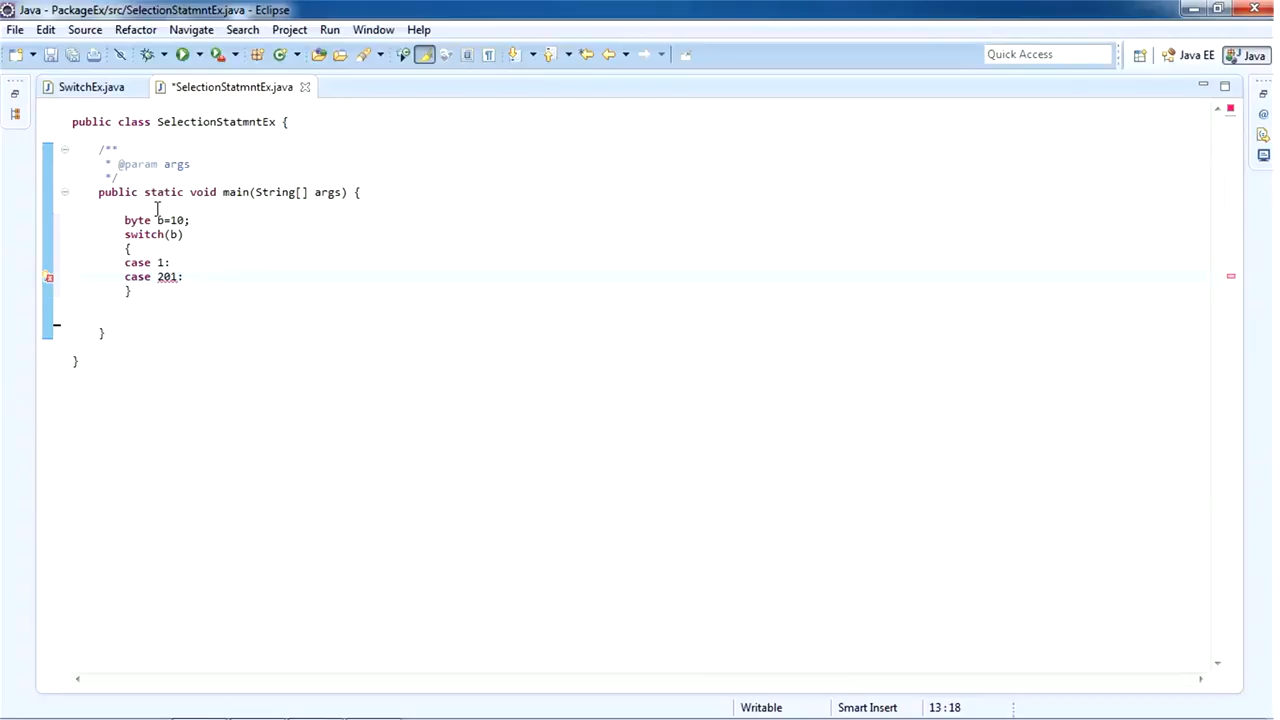 Java - PackageEx/src/SelectionStatmntEx.java - Eclipse
File Edit Source Refactor Navigate Search Project Run Window Help
Quick Access Java EE Java
SwitchEx.java *SelectionStatmntEx.java
public class SelectionStatmntEx {
/**
* @param args
*/
public static void main(String[] args) {
byte b=10;
switch(b)
{
case 1:
case 201:
}
}
}
Writable Smart Insert 13:18